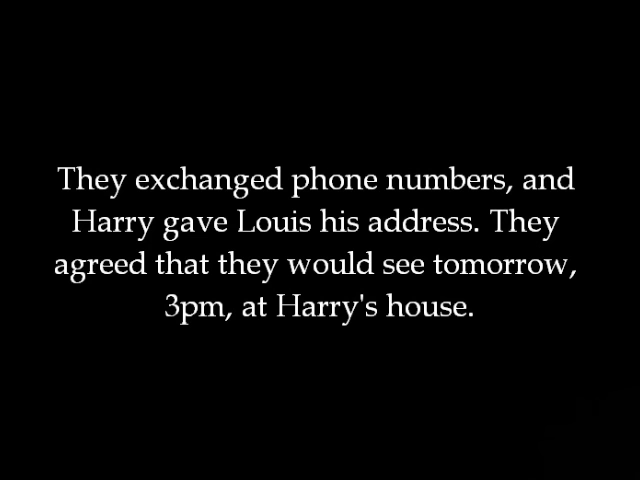 They exchanged phone numbers, and
Harry gave Louis his address. They
agreed that they would see tomorrow,
3pm, at Harry's house.